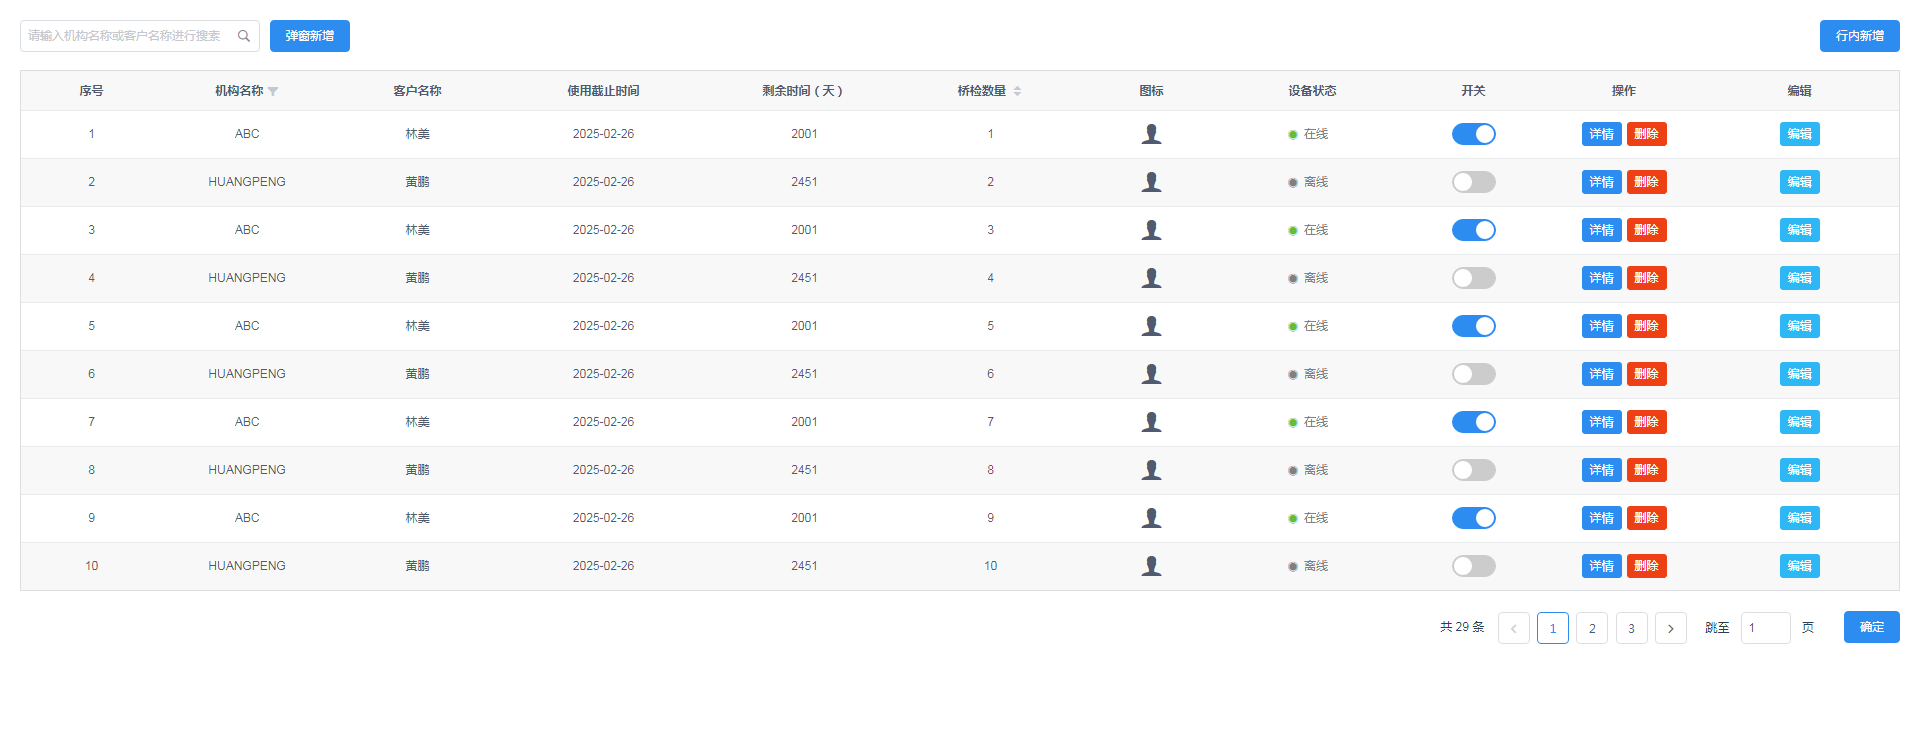 请输入机构名称或客户名称进行搜索 弹窗新增 行内新增
序号 机构名称 客户名称 使用截止时间 剩余时间（天） 桥检数量 图标 设备状态 开关 操作 编辑
1 ABC 林美 2025-02-26 2001 1 在线 详情 删除 编辑
2 HUANGPENG 黄鹏 2025-02-26 2451 2 离线 详情 删除 编辑
3 ABC 林美 2025-02-26 2001 3 在线 详情 删除 编辑
4 HUANGPENG 黄鹏 2025-02-26 2451 4 离线 详情 删除 编辑
5 ABC 林美 2025-02-26 2001 5 在线 详情 删除 编辑
6 HUANGPENG 黄鹏 2025-02-26 2451 6 离线 详情 删除 编辑
7 ABC 林美 2025-02-26 2001 7 在线 详情 删除 编辑
8 HUANGPENG 黄鹏 2025-02-26 2451 8 离线 详情 删除 编辑
9 ABC 林美 2025-02-26 2001 9 在线 详情 删除 编辑
10 HUANGPENG 黄鹏 2025-02-26 2451 10 离线 详情 删除 编辑
共 29 条 1 2 3 跳至 1 页 确定